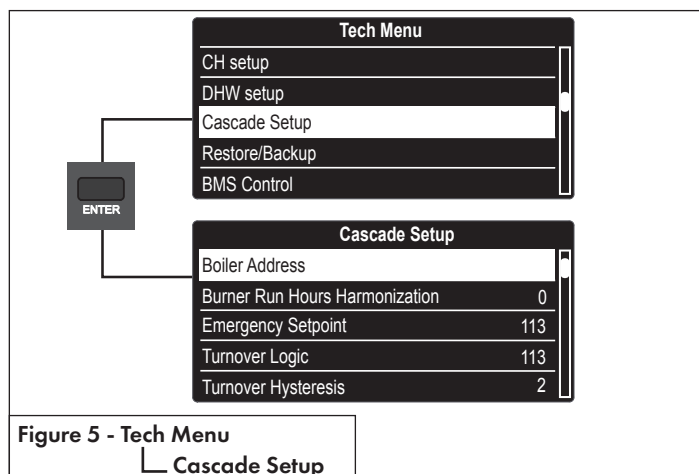 Tech Menu
CH setup
DHW setup
Cascade Setup
Restore/Backup
BMS Control
ENTER
Cascade Setup
Boiler Address
Burner Run Hours Harmonization 0
Emergency Setpoint 113
Turnover Logic 113
Turnover Hysteresis 2
Figure 5 - Tech Menu
Cascade Setup